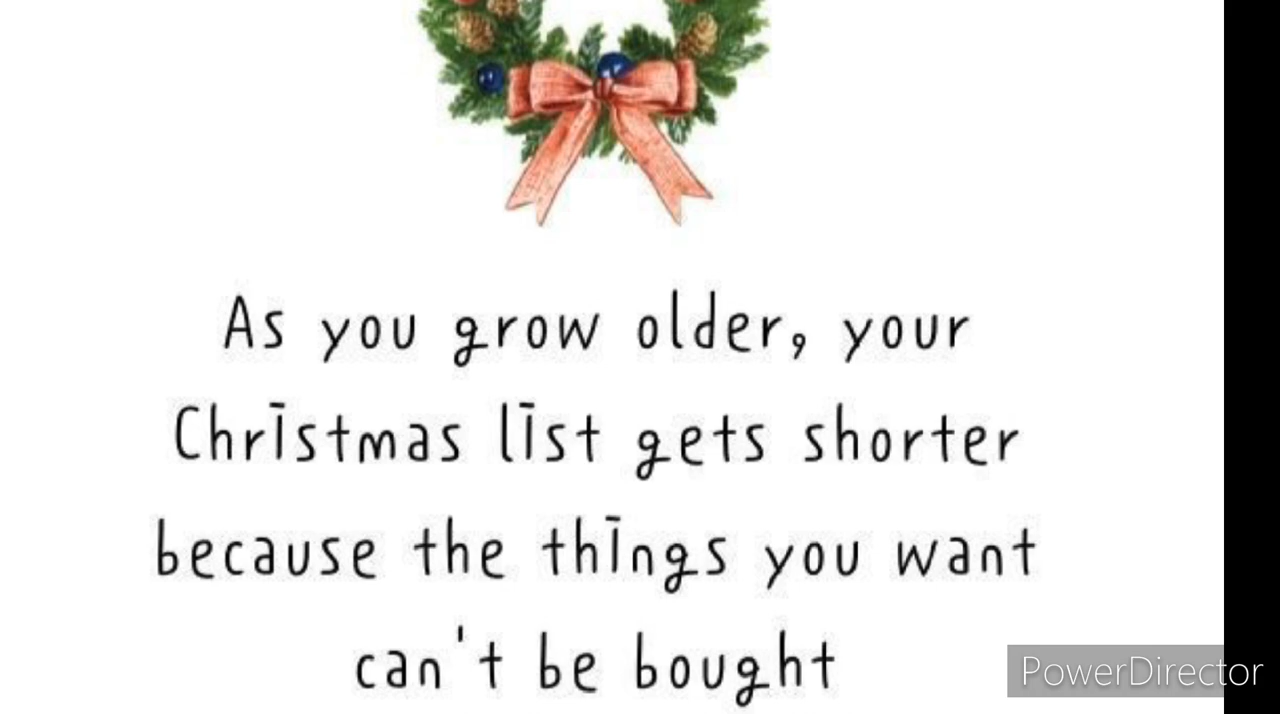 As you grow older, your
Christmas list gets shorter
because the things you want
can't be bought
PowerDirector